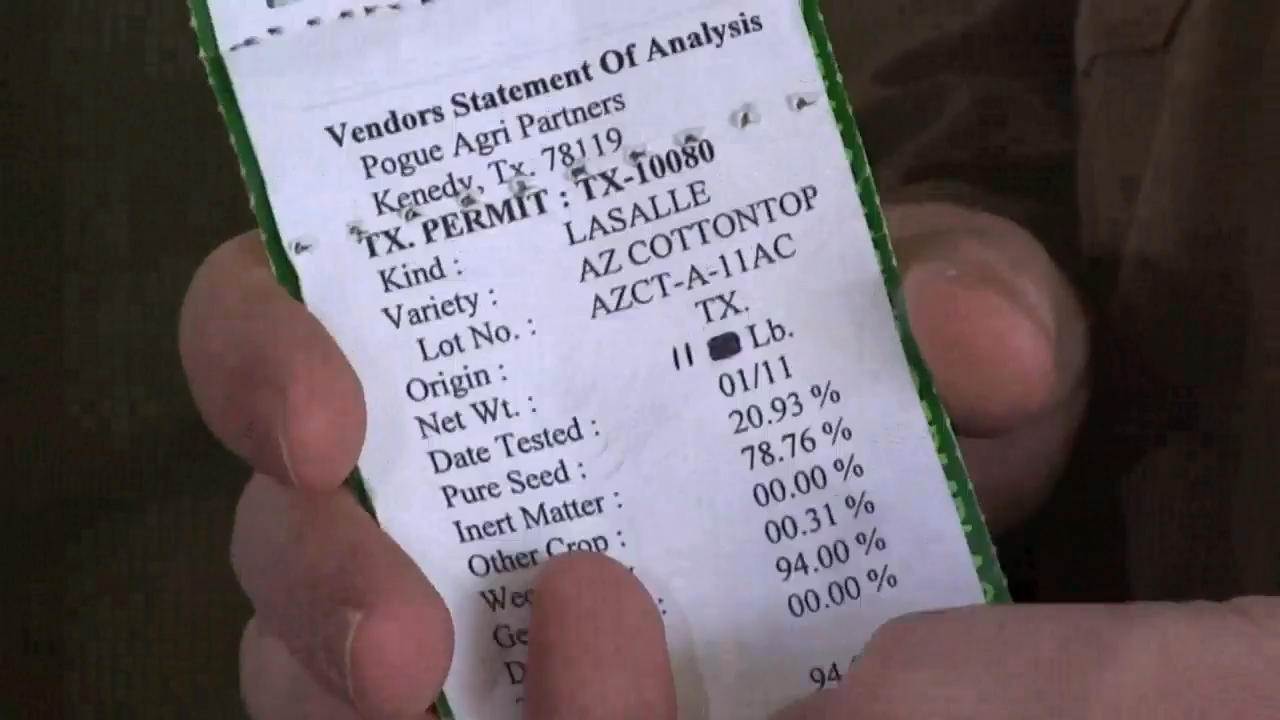 Vendors Statement Of Analysis
Pogue Agri Partners
Kenedy, Tx. 78119
TX. PERMIT : TX-10080
Kind : LASALLE
Variety : AZ COTTONTOP
Lot No. : AZCT-A-11AC
Origin : TX.
Net Wt. : 11 Lb.
Date Tested : 01/11
Pure Seed : 20.93 %
Inert Matter : 78.76 %
Other Crop : 00.00 %
00.31 %
94.00 %
00.00 %
94